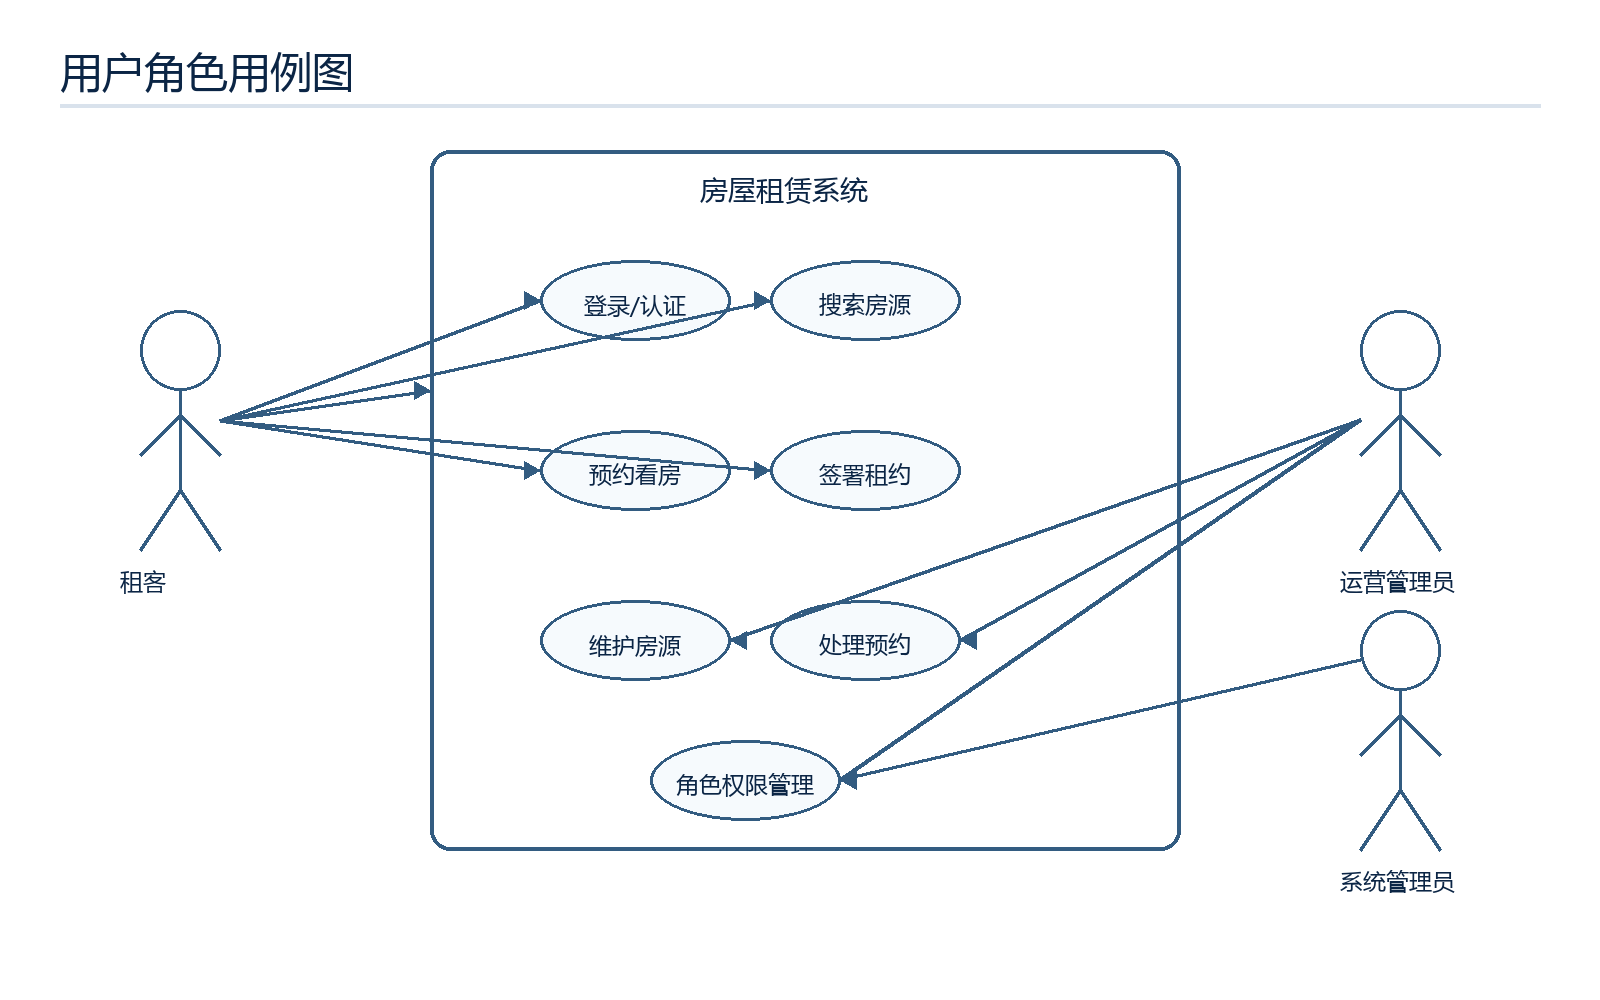 用户角色用例图
房屋租赁系统
登录/认证
搜索房源
预约看房
签署租约
租客
运营管理员
维护房源
处理预约
角色权限管理
系统管理员